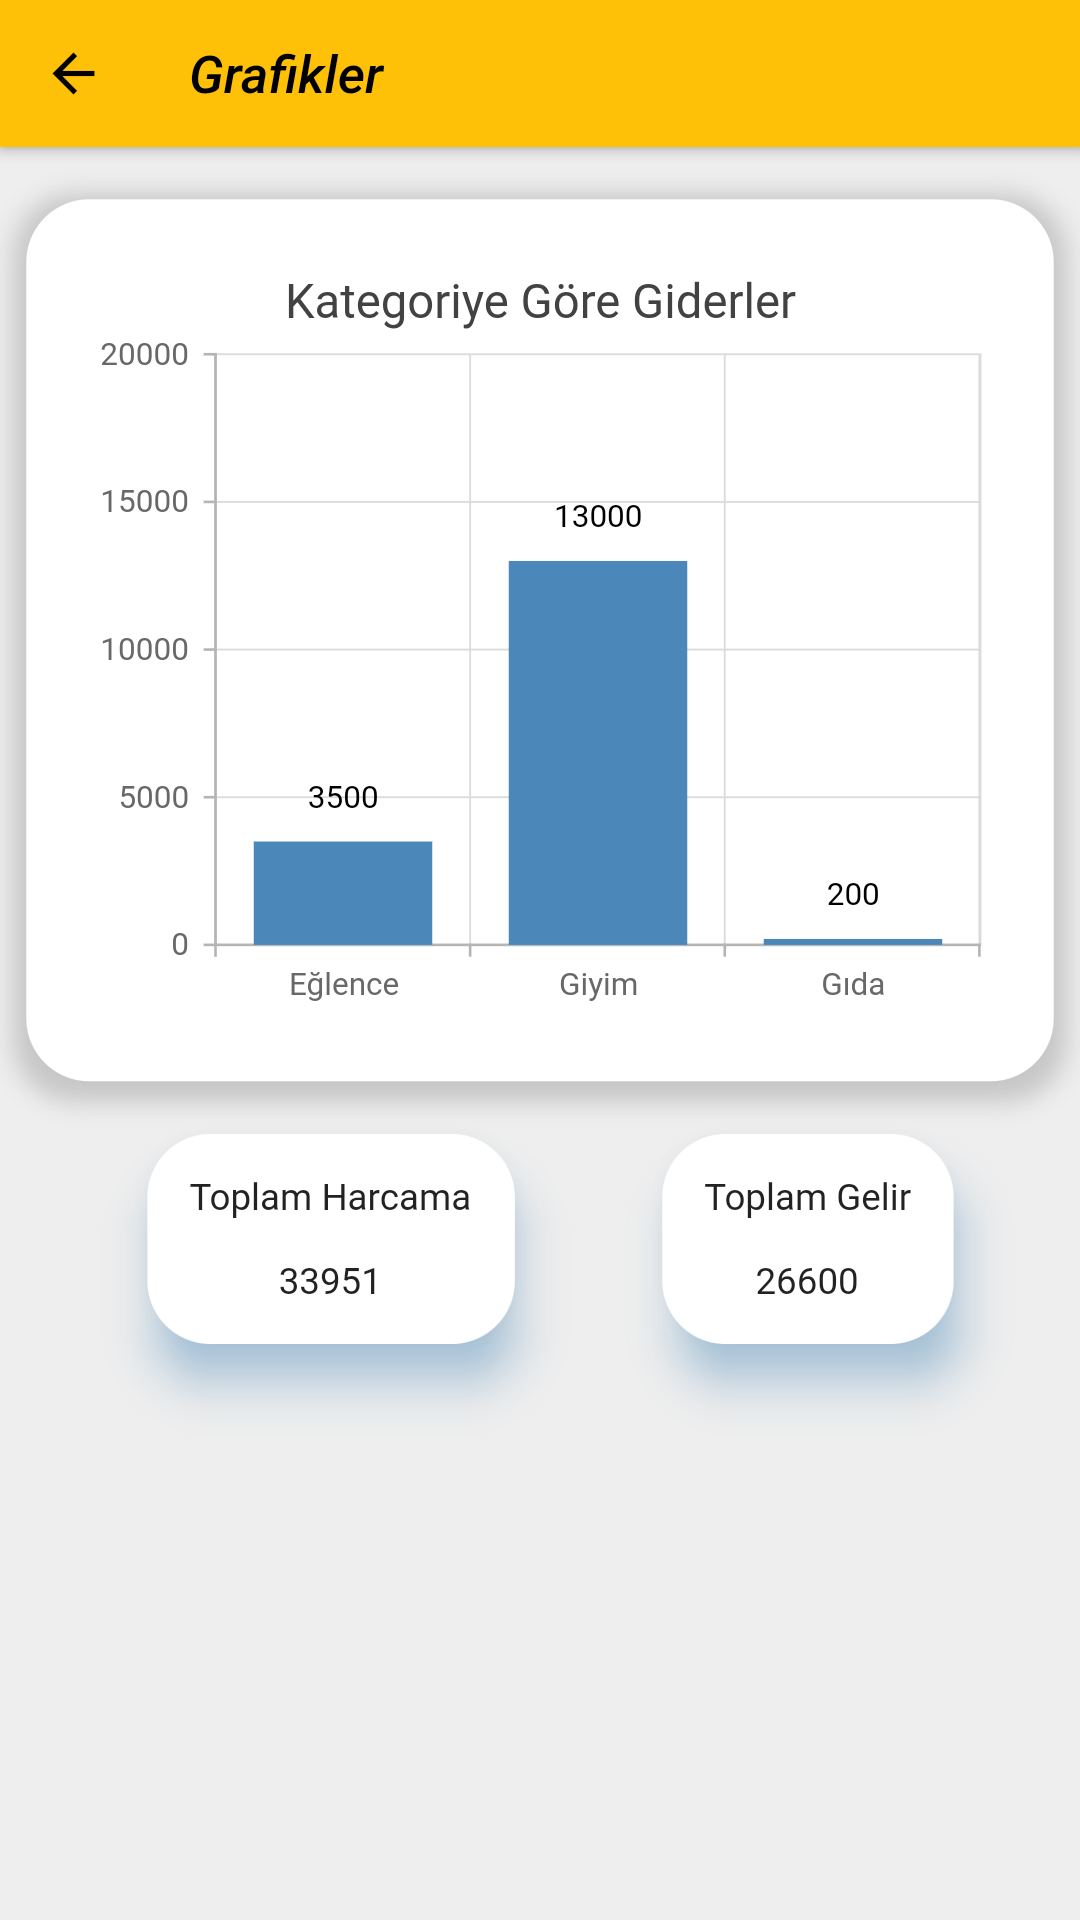 Grafikler
Kategoriye Göre Giderler
20000
15000
13000
10000
5000
3500
200
0
Eğlence Giyim Gıda
Toplam Harcama
33951
Toplam Gelir
26600